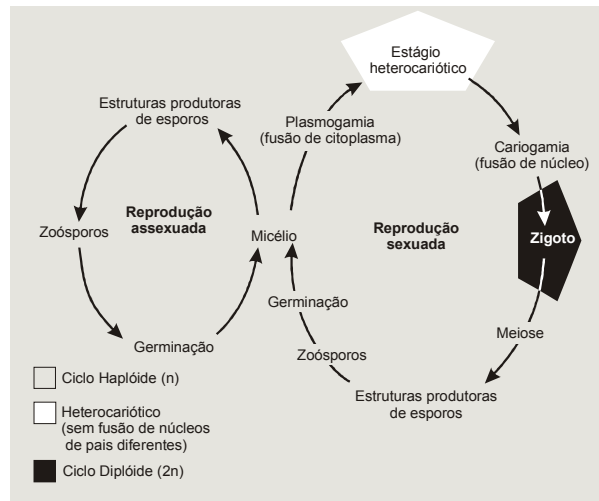 Estágio
heterocariótico
Estruturas produtoras
de esporos
Plasmogamia
(fusão de citoplasma)
Cariogamia
(fusão de núcleo)
Zoósporos
Reprodução
assexuada
Micélio
Reprodução
sexuada
Zigoto
Germinação
Zoósporos
Germinação
Meiose
Estruturas produtoras
de esporos
Ciclo Haplóide (n)
Heterocariótico
(sem fusão de núcleos
de pais diferentes)
Ciclo Diplóide (2n)